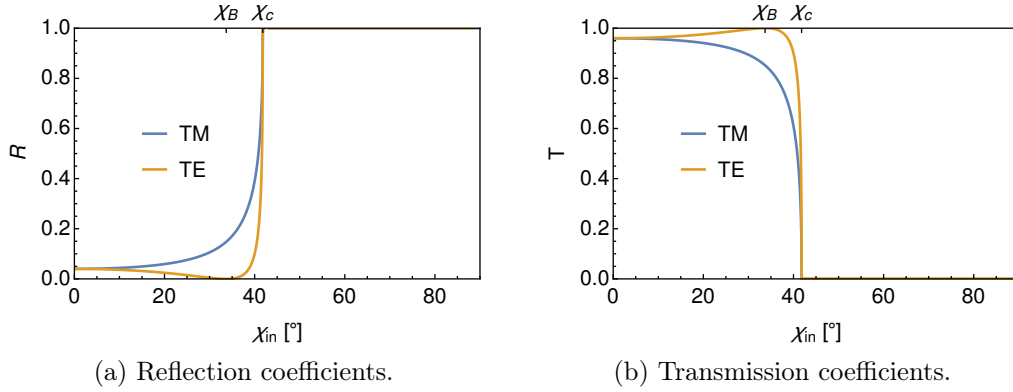 χB χc
1.0
0.8
0.6
0.4
0.2
0.0
R
TM
TE
0 20 40 60 80
χin [°]
(a) Reflection coefficients.
χB χc
1.0
0.8
0.6
0.4
0.2
0.0
T
TM
TE
0 20 40 60 80
χin [°]
(b) Transmission coefficients.